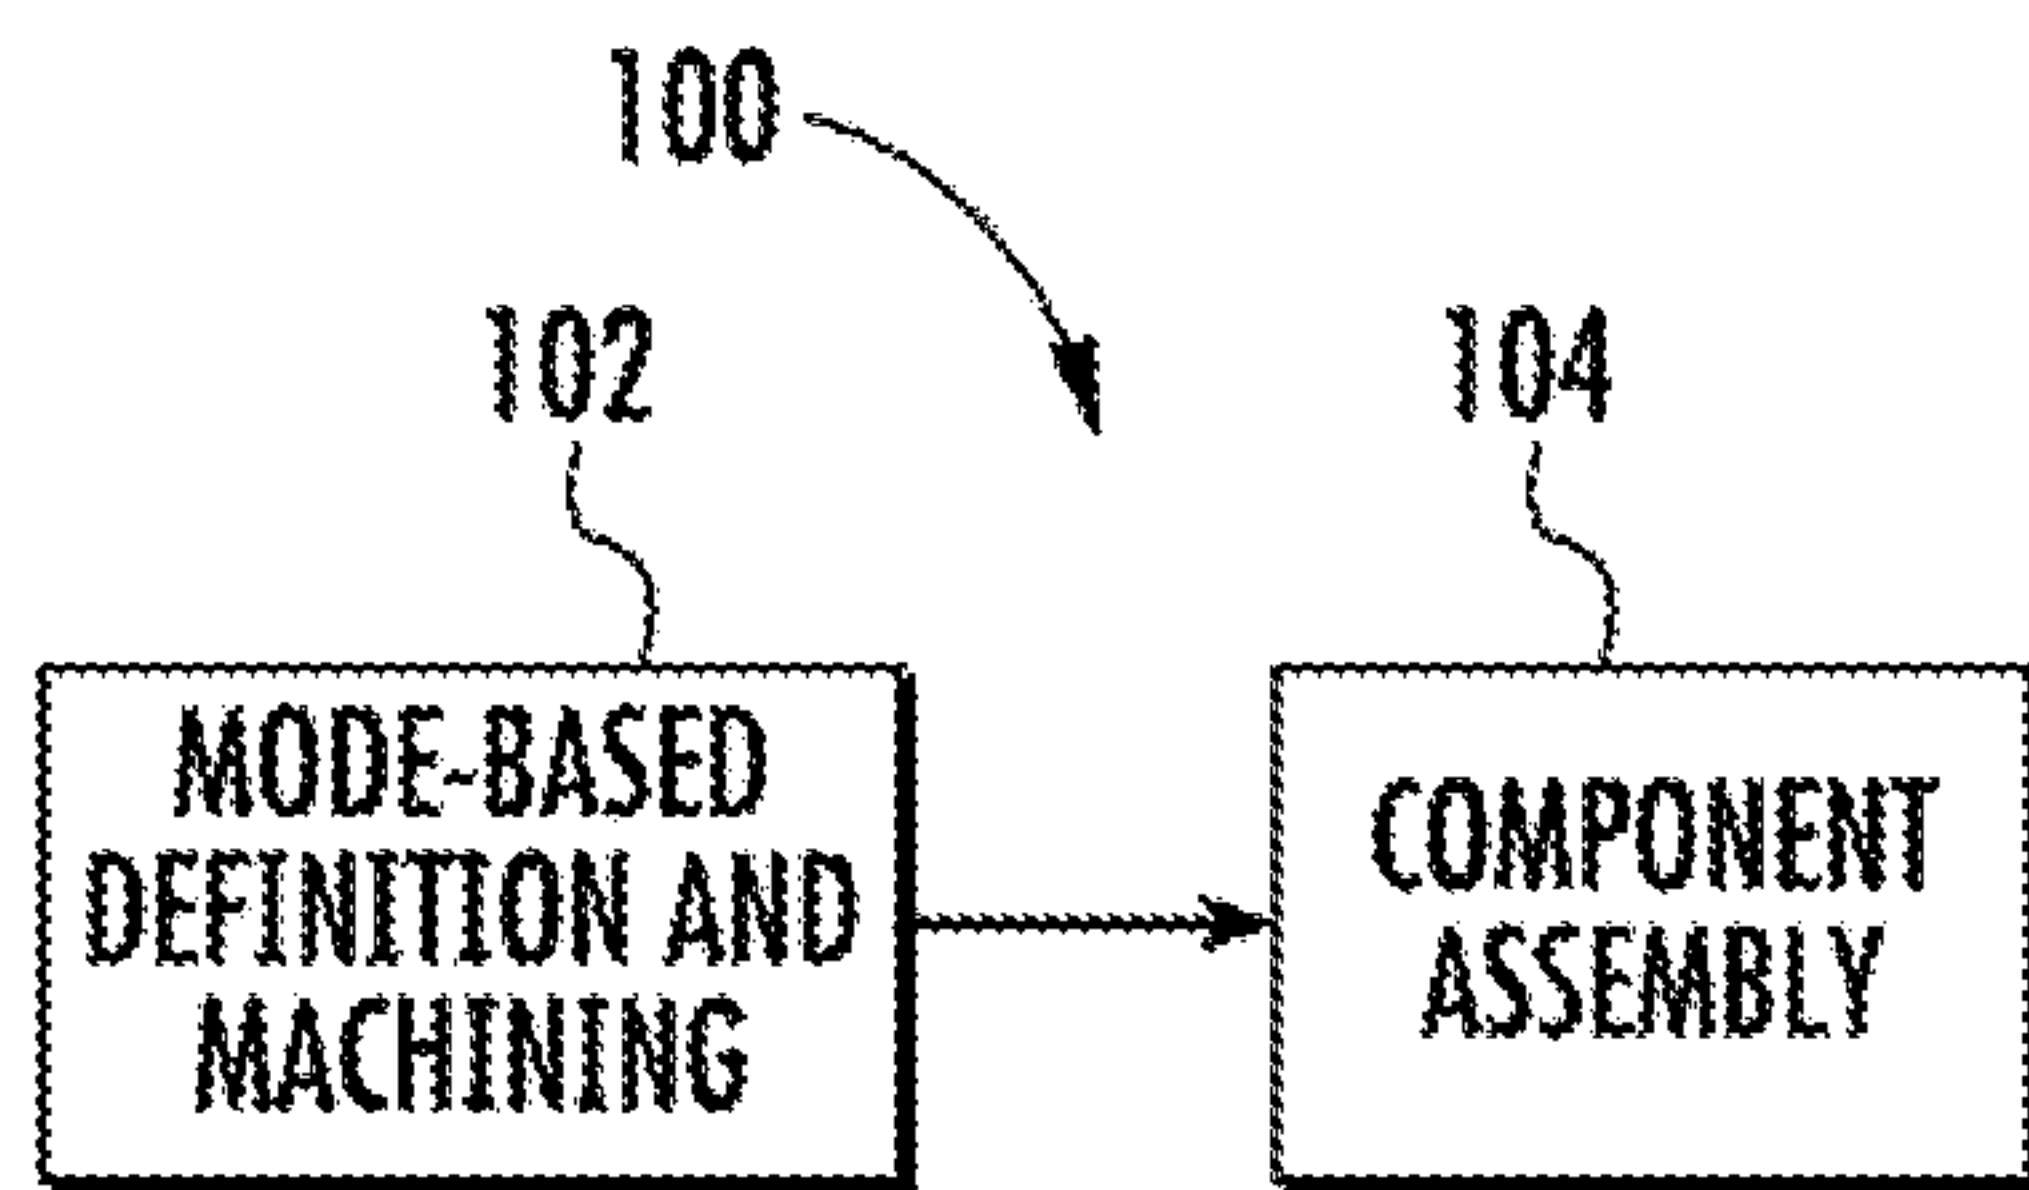 100
102
104
MODE-BASED
DEFINITION AND
MACHINING
COMPONENT
ASSEMBLY